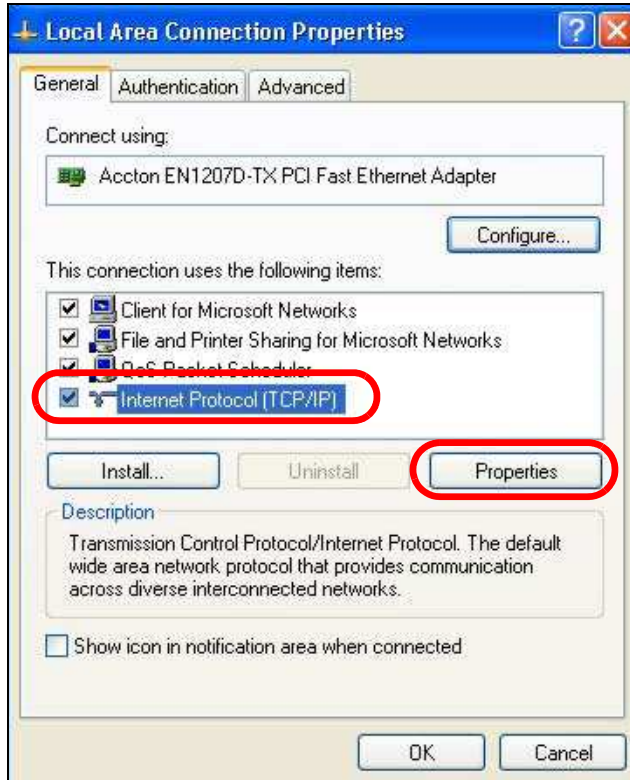 Local Area Connection Properties
General Authentication Advanced
Connect using:
Accton EN1207D-TX PCI Fast Ethernet Adapter
Configure...
This connection uses the following items:
Client for Microsoft Networks
File and Printer Sharing for Microsoft Networks
QoS Packet Scheduler
Internet Protocol (TCP/IP)
Install... Uninstall Properties
Description
Transmission Control Protocol/Internet Protocol. The default
wide area network protocol that provides communication
across diverse interconnected networks.
Show icon in notification area when connected
OK Cancel